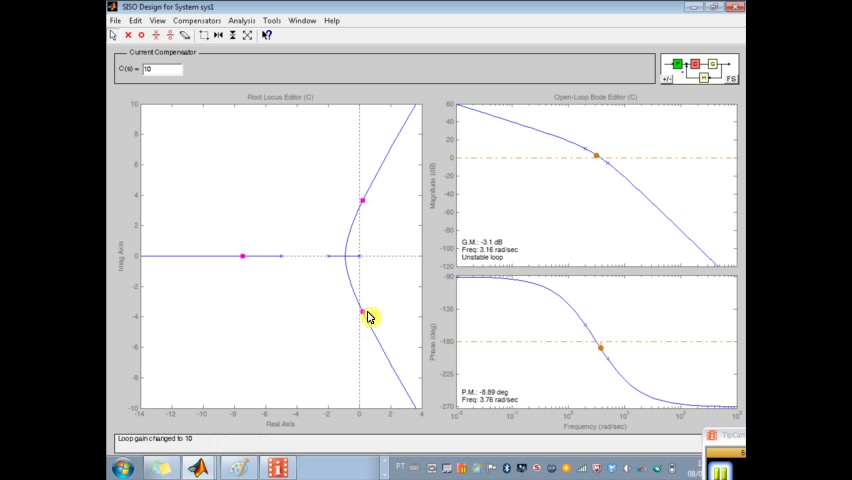 SISO Design for System sys1
File Edit View Compensators Analysis Tools Window Help
Current Compensator
C(s) = 10
F C G
H
+/- FS
Root Locus Editor (C)
10
8
6
4
2
0
-2
-4
-6
-8
-10
-14 -12 -10 -8 -6 -4 -2 0 2 4
Imag Axis
Real Axis
Open-Loop Bode Editor (C)
60
40
20
0
-20
-40
-60
-80
-100
-120
Magnitude (dB)
G.M.: -3.1 dB
Freq: 3.16 rad/sec
Unstable loop
-90
-135
-180
-225
-270
Phase (deg)
P.M.: -8.89 deg
Freq: 3.76 rad/sec
Frequency (rad/sec)
Loop gain changed to 10
TipCam
PT